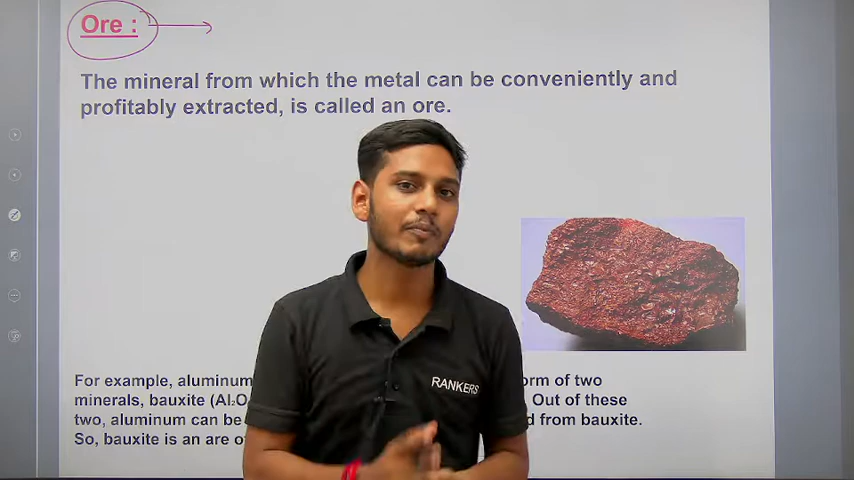 Ore :
The mineral from which the metal can be conveniently and
profitably extracted, is called an ore.
RANKERS
For example, aluminum orm of two
minerals, bauxite (Al₂O Out of these
two, aluminum can be d from bauxite.
So, bauxite is an are o